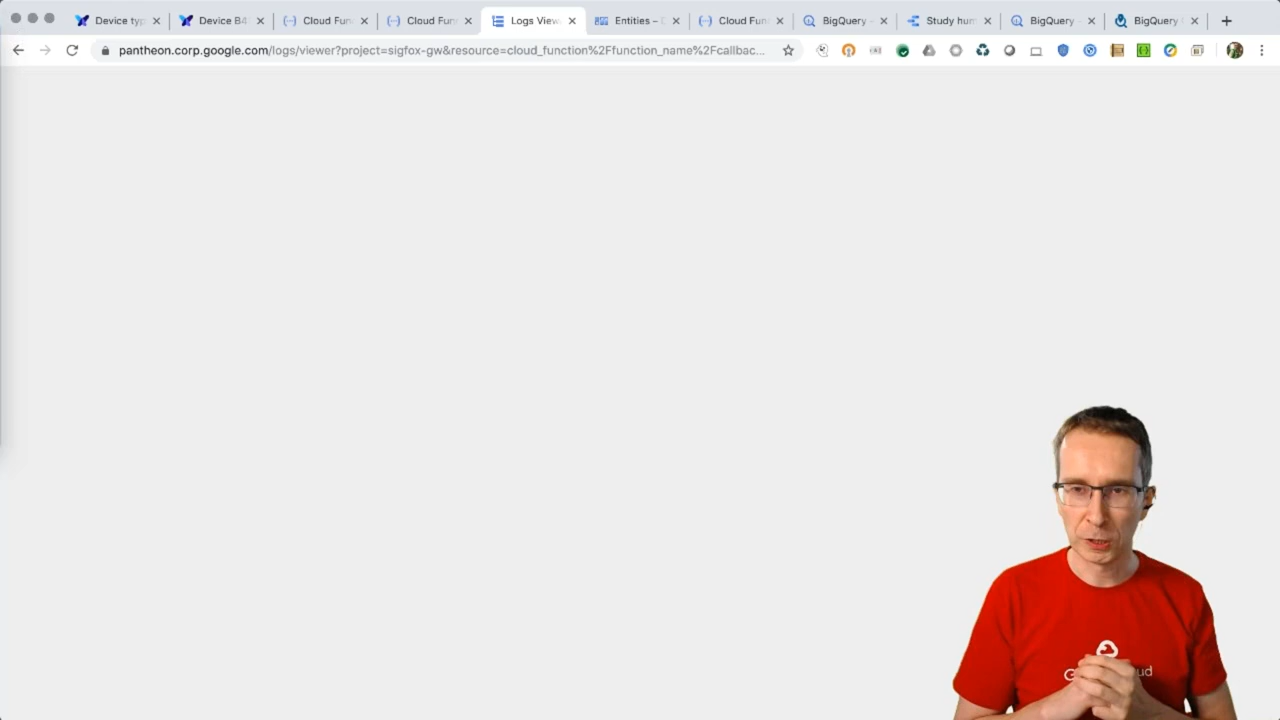 Device typ
Device B4
Cloud Fun
Cloud Fun
Logs View
Entities – D
Cloud Fun
BigQuery –
Study hum
BigQuery –
BigQuery
pantheon.corp.google.com/logs/viewer?project=sigfox-gw&resource=cloud_function%2Ffunction_name%2Fcallbac...
G ud